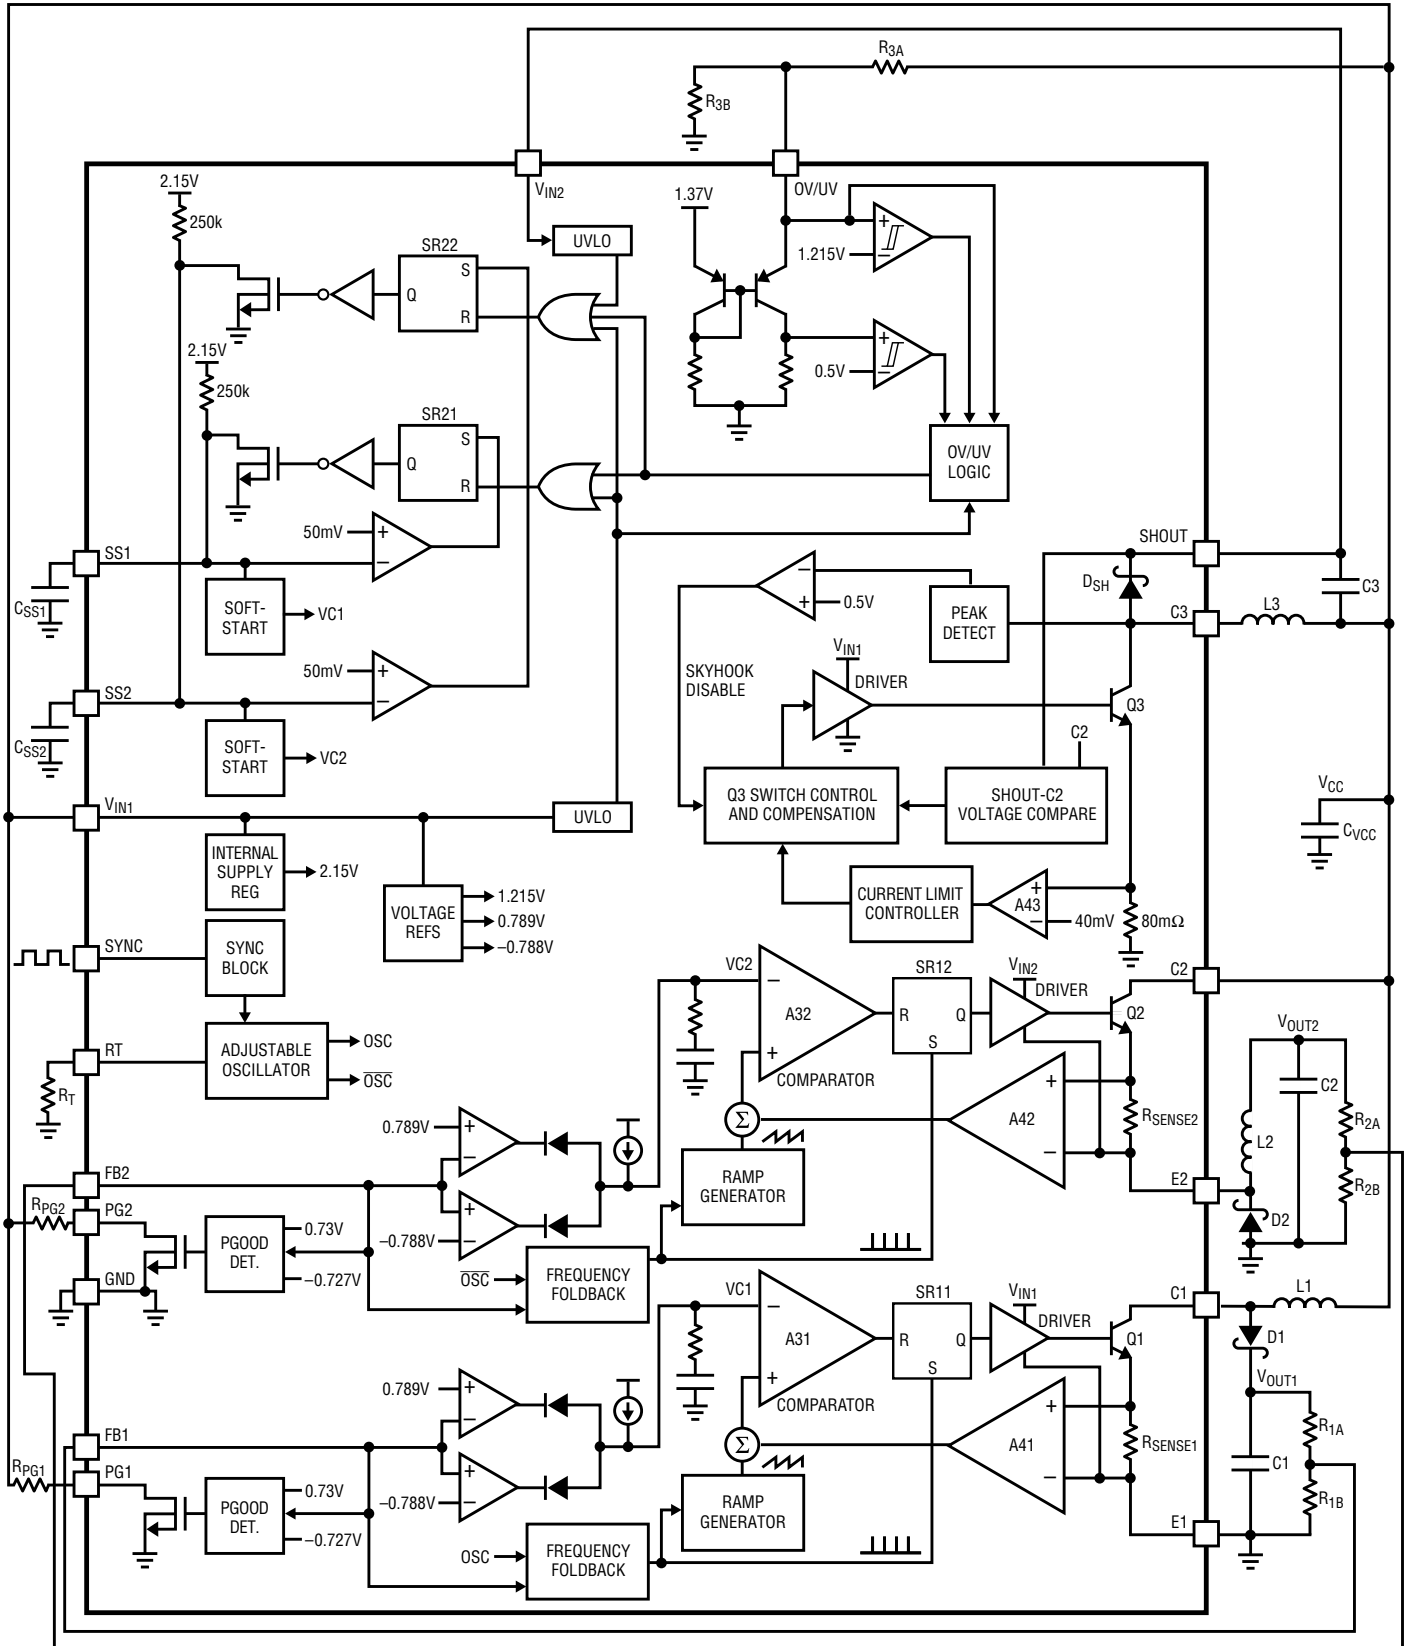 R3A
R3B
VIN2
OV/UV
2.15V
250k
UVLO
1.37V
1.215V
SR22
S
Q
R
2.15V
250k
0.5V
SR21
S
Q
R
OV/UV
LOGIC
50mV
SS1
CSS1
SOFT-
START
VC1
SHOUT
DSH
C3
C3
L3
0.5V
PEAK
DETECT
50mV
SKYHOOK
DISABLE
VIN1
DRIVER
Q3
SS2
CSS2
SOFT-
START
VC2
C2
Q3 SWITCH CONTROL
AND COMPENSATION
SHOUT-C2
VOLTAGE COMPARE
VCC
CVCC
VIN1
UVLO
INTERNAL
SUPPLY
REG
2.15V
VOLTAGE
REFS
1.215V
0.789V
–0.788V
CURRENT LIMIT
CONTROLLER
A43
40mV
80mΩ
SYNC
SYNC
BLOCK
VC2
A32
COMPARATOR
SR12
R
Q
S
VIN2
DRIVER
Q2
C2
RT
RT
ADJUSTABLE
OSCILLATOR
OSC
OSC
VOUT2
C2
R2A
L2
R2B
D2
0.789V
Σ
A42
RSENSE2
RAMP
GENERATOR
E2
FB2
RPG2
PG2
PGOOD
DET.
0.73V
–0.727V
–0.788V
GND
OSC
FREQUENCY
FOLDBACK
VC1
A31
COMPARATOR
SR11
R
Q
S
VIN1
DRIVER
Q1
C1
L1
D1
VOUT1
R1A
C1
R1B
0.789V
Σ
A41
RSENSE1
RAMP
GENERATOR
E1
FB1
RPG1
PG1
PGOOD
DET.
0.73V
–0.727V
–0.788V
OSC
FREQUENCY
FOLDBACK